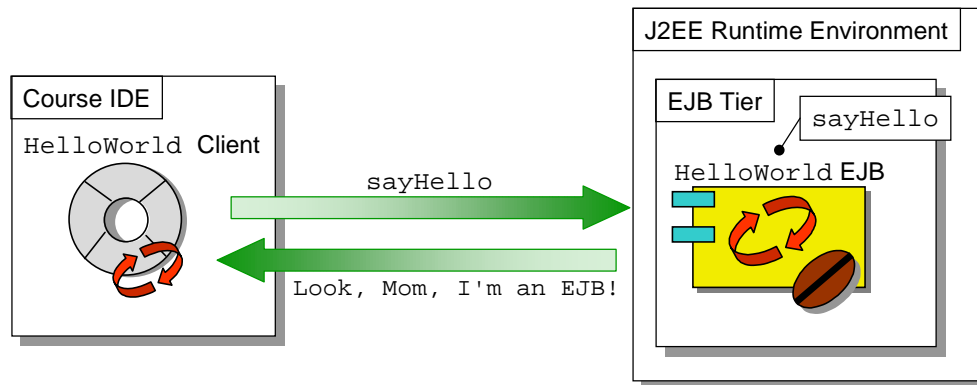 Course IDE
HelloWorld Client
sayHello
Look, Mom, I'm an EJB!
J2EE Runtime Environment
EJB Tier
sayHello
HelloWorld EJB